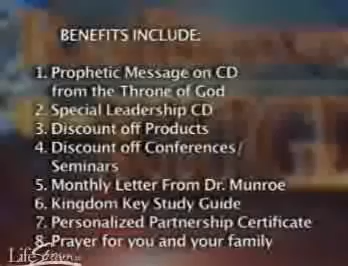 BENEFITS INCLUDE:
1. Prophetic Message on CD
from the Throne of God
2. Special Leadership CD
3. Discount off Products
4. Discount off Conferences/
Seminars
5. Monthly Letter From Dr. Munroe
6. Kingdom Key Study Guide
7. Personalized Partnership Certificate
8. Prayer for you and your family